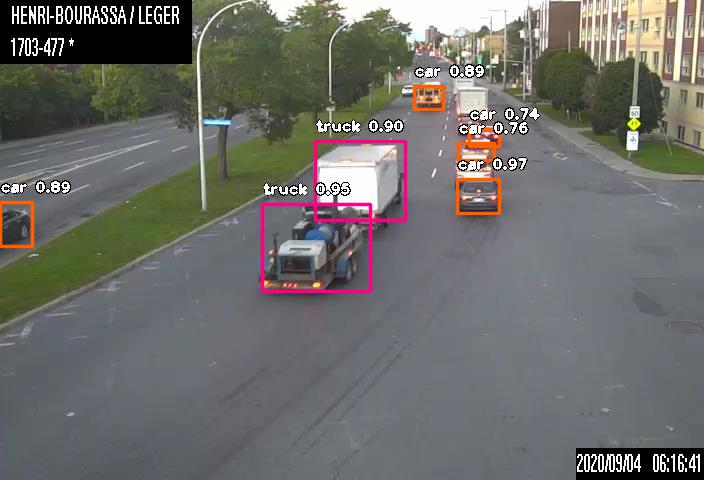 HENRI-BOURASSA / LEGER
1703-477 *
car 0.89
car 0.74
truck 0.90
car 0.76
car 0.97
car 0.89
truck 0.95
50
2020/09/04 06:16:41